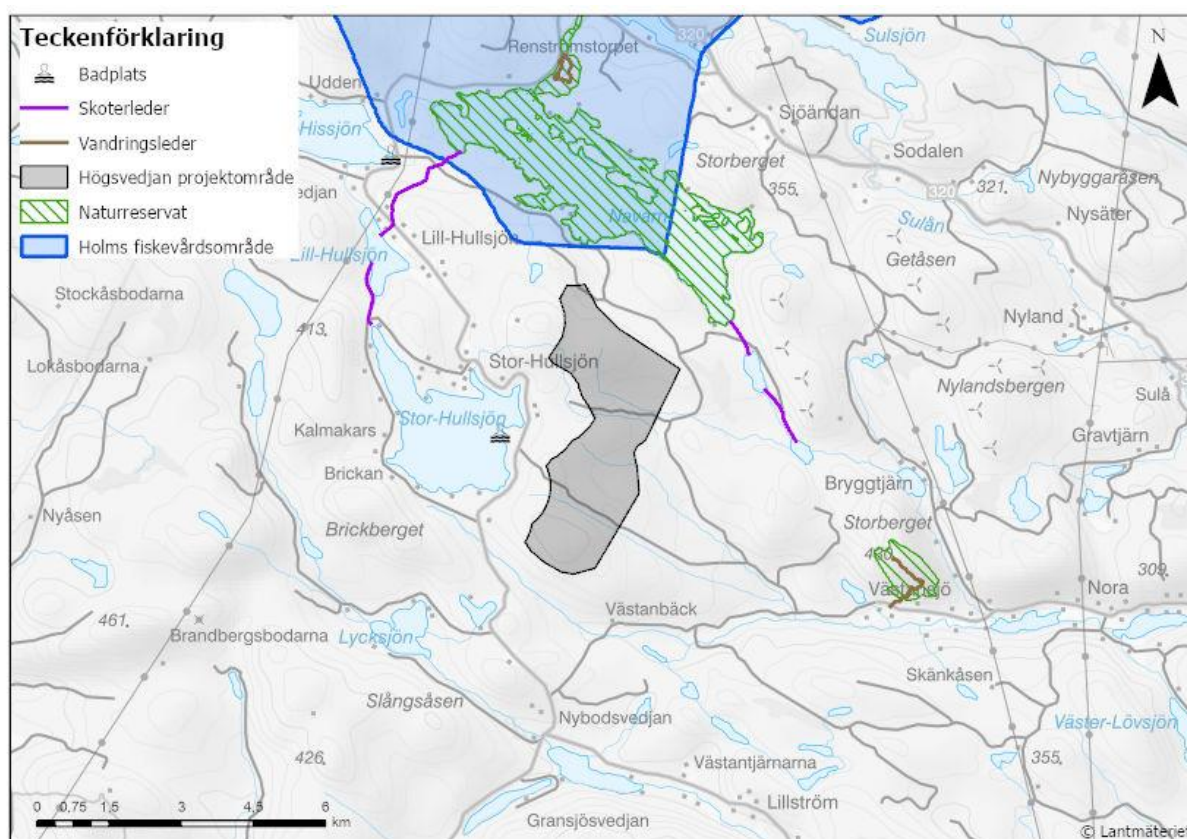 Teckenförklaring
Badplats
Skoterleder
Vandringsleder
Högsvedjan projektområde
Naturreservat
Holms fiskevårdsområde
Renströmstorpet
320
Sulsjön
N
Udden
Hissjön
Sjöändan
Storberget
355.
Sodalen
320
321.
Nybyggaråsen
Nysäter
Navarn
Sulån
Lill-Hullsjön
Lill-Hullsjön
Getåsen
Stockåsbodarna
413.
Nyland
Lokåsbodarna
Stor-Hullsjön
Nylandsbergen
Sulå
Stor-Hullsjön
Kalmakars
Gravtjärn
Brickan
Bryggtjärn
Nyåsen
Brickberget
Storberget
309.
Nora
461.
Brandbergsbodarna
Västanbäck
Lycksjön
Skänkåsen
Slångsåsen
Nybodsvedjan
Väster-Lövsjön
426.
Västantjärnarna
355.
Lillström
0 0,75 1,5 3 4,5 6
km
Gransjösvedjan
© Lantmäteriet